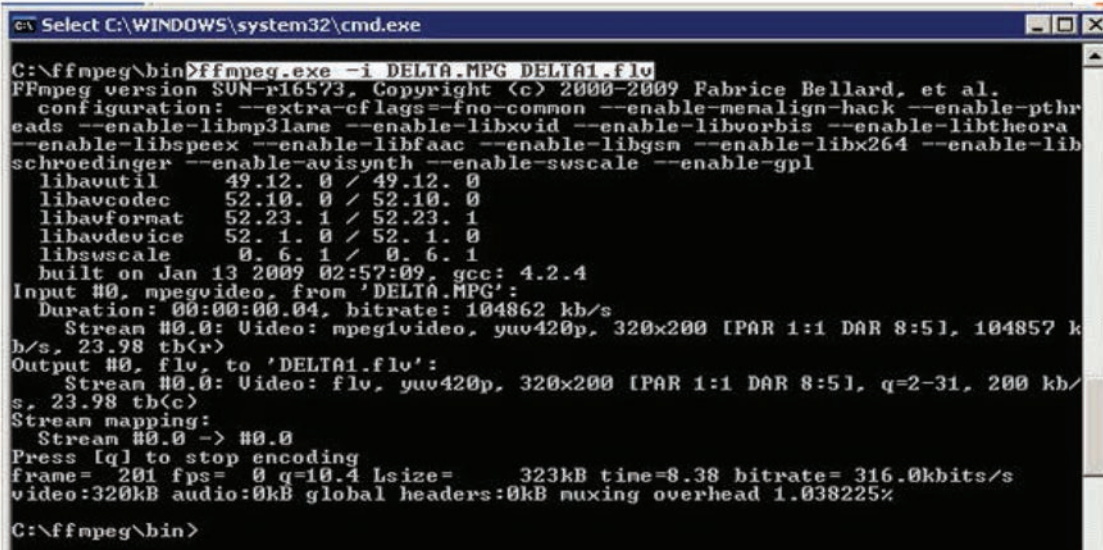 Select C:\WINDOWS\system32\cmd.exe
C:\ffmpeg\bin>ffmpeg.exe -i DELTA.MPG DELTA1.flv
FFmpeg version SVN-r16573, Copyright (c) 2000-2009 Fabrice Bellard, et al.
  configuration: --extra-cflags=-fno-common --enable-memalign-hack --enable-pthr
eads --enable-libmp3lame --enable-libxvid --enable-libvorbis --enable-libtheora
--enable-libspeex --enable-libfaac --enable-libgsm --enable-libx264 --enable-lib
schroedinger --enable-avisynth --enable-swscale --enable-gpl
  libavutil     49.12. 0 / 49.12. 0
  libavcodec    52.10. 0 / 52.10. 0
  libavformat   52.23. 1 / 52.23. 1
  libavdevice   52. 1. 0 / 52. 1. 0
  libswscale     0. 6. 1 /  0. 6. 1
  built on Jan 13 2009 02:57:09, gcc: 4.2.4
Input #0, mpegvideo, from 'DELTA.MPG':
  Duration: 00:00:00.04, bitrate: 104862 kb/s
    Stream #0.0: Video: mpeg1video, yuv420p, 320x200 [PAR 1:1 DAR 8:5], 104857 k
b/s, 23.98 tb(r)
Output #0, flv, to 'DELTA1.flv':
    Stream #0.0: Video: flv, yuv420p, 320x200 [PAR 1:1 DAR 8:5], q=2-31, 200 kb/
s, 23.98 tb(c)
Stream mapping:
  Stream #0.0 -> #0.0
Press [q] to stop encoding
frame=  201 fps=  0 q=10.4 Lsize=     323kB time=8.38 bitrate= 316.0kbits/s
video:320kB audio:0kB global headers:0kB muxing overhead 1.038225%
C:\ffmpeg\bin>